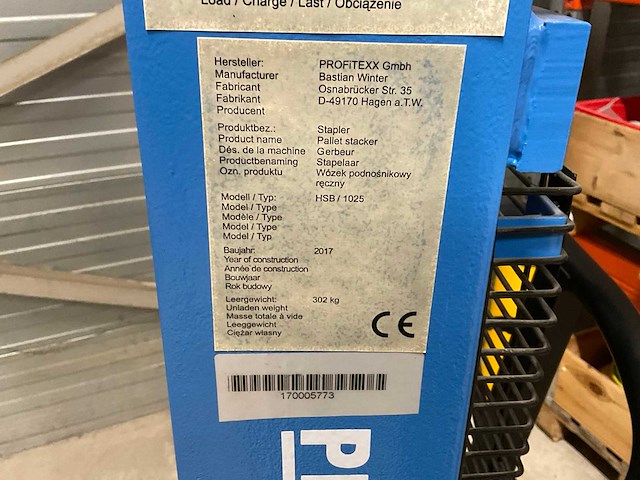 Load / Charge / Last / Obciążenie
Hersteller: PROFiTEXX Gmbh
Manufacturer Bastian Winter
Fabricant Osnabrücker Str. 35
Fabrikant D-49170 Hagen a.T.W.
Producent
Produktbez.: Stapler
Product name Pallet stacker
Dés. de la machine Gerbeur
Productbenaming Stapelaar
Ozn. produktu Wózek podnośnikowy
ręczny
Modell / Typ: HSB / 1025
Model / Type
Modèle / Type
Model / Type
Model / Typ
Baujahr: 2017
Year of construction
Année de construction
Bouwjaar
Rok budowy
Leergewicht: 302 kg
Unladen weight
Masse totale à vide
Leeggewicht
Ciężar własny
CE
170005773